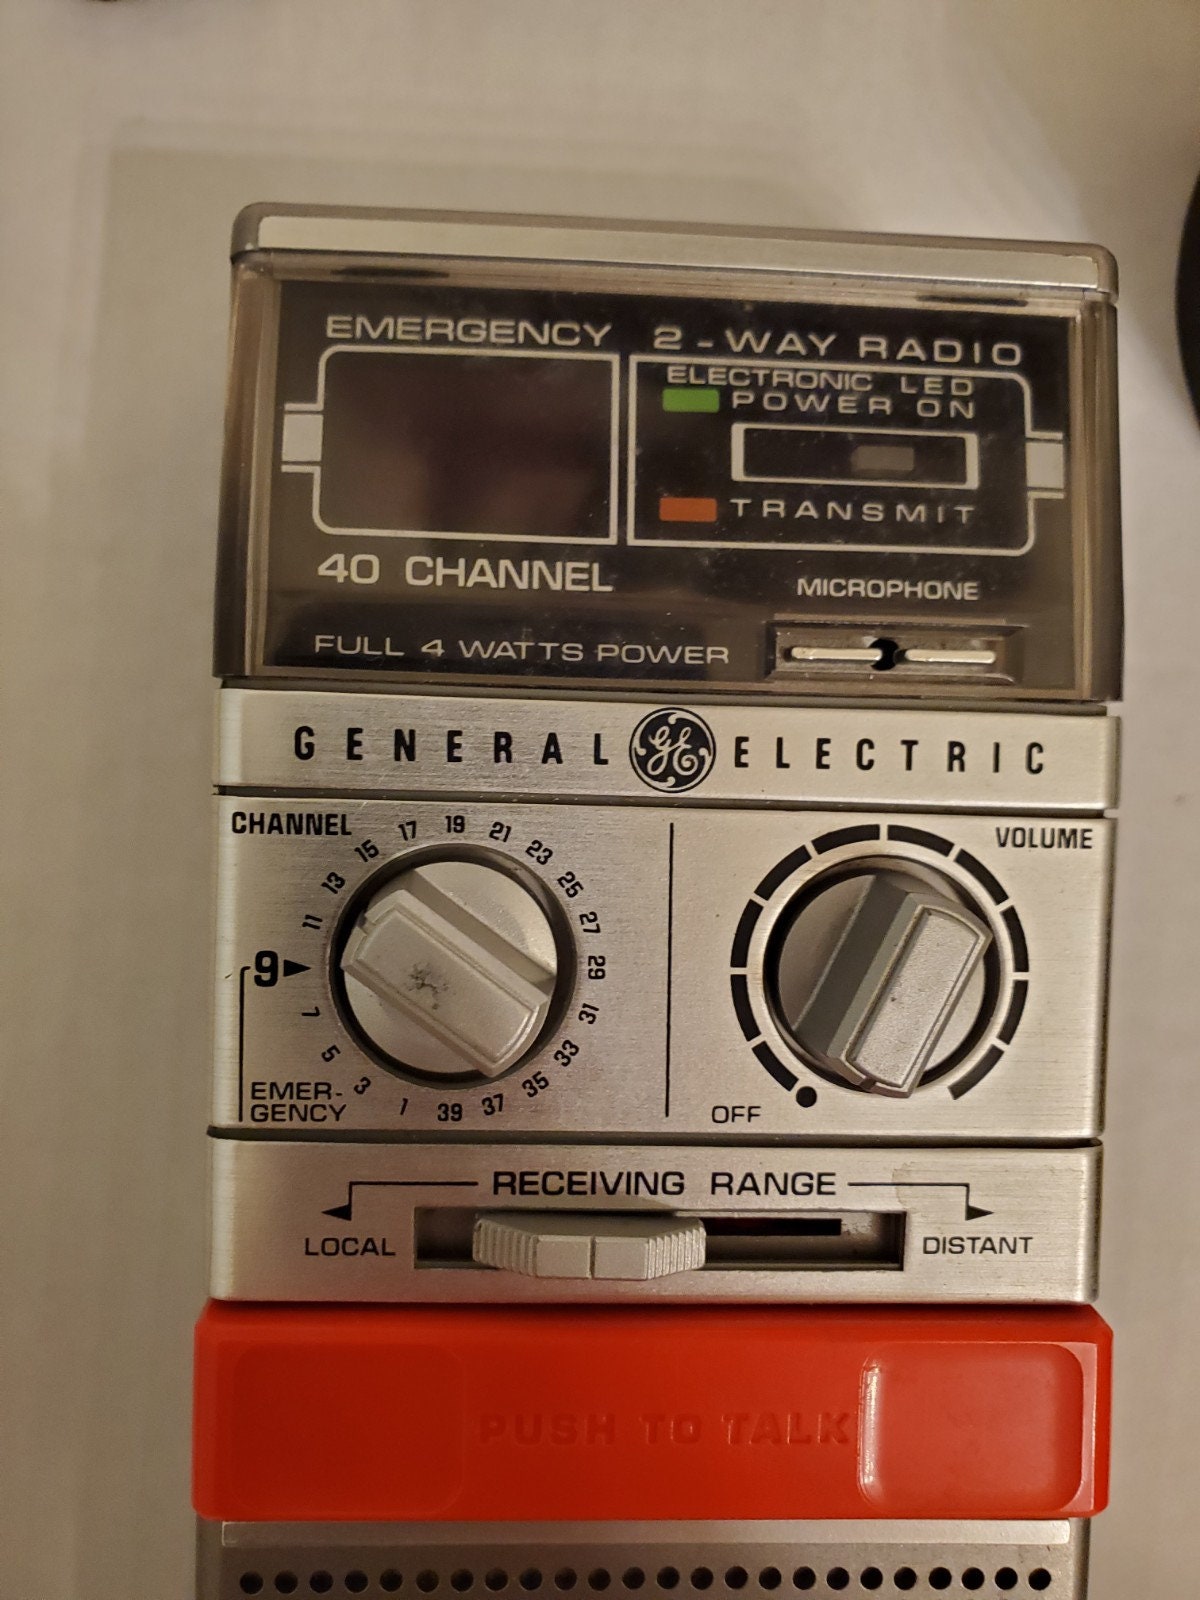 EMERGENCY 2-WAY RADIO
ELECTRONIC LED
POWER ON
TRANSMIT
40 CHANNEL
MICROPHONE
FULL 4 WATTS POWER
GENERAL GE ELECTRIC
CHANNEL
VOLUME
1 3 5 7 9 11 13 15 17 19 21 23 25 27 29 31 33 35 37 39
EMER-
GENCY
OFF
RECEIVING RANGE
LOCAL
DISTANT
PUSH TO TALK